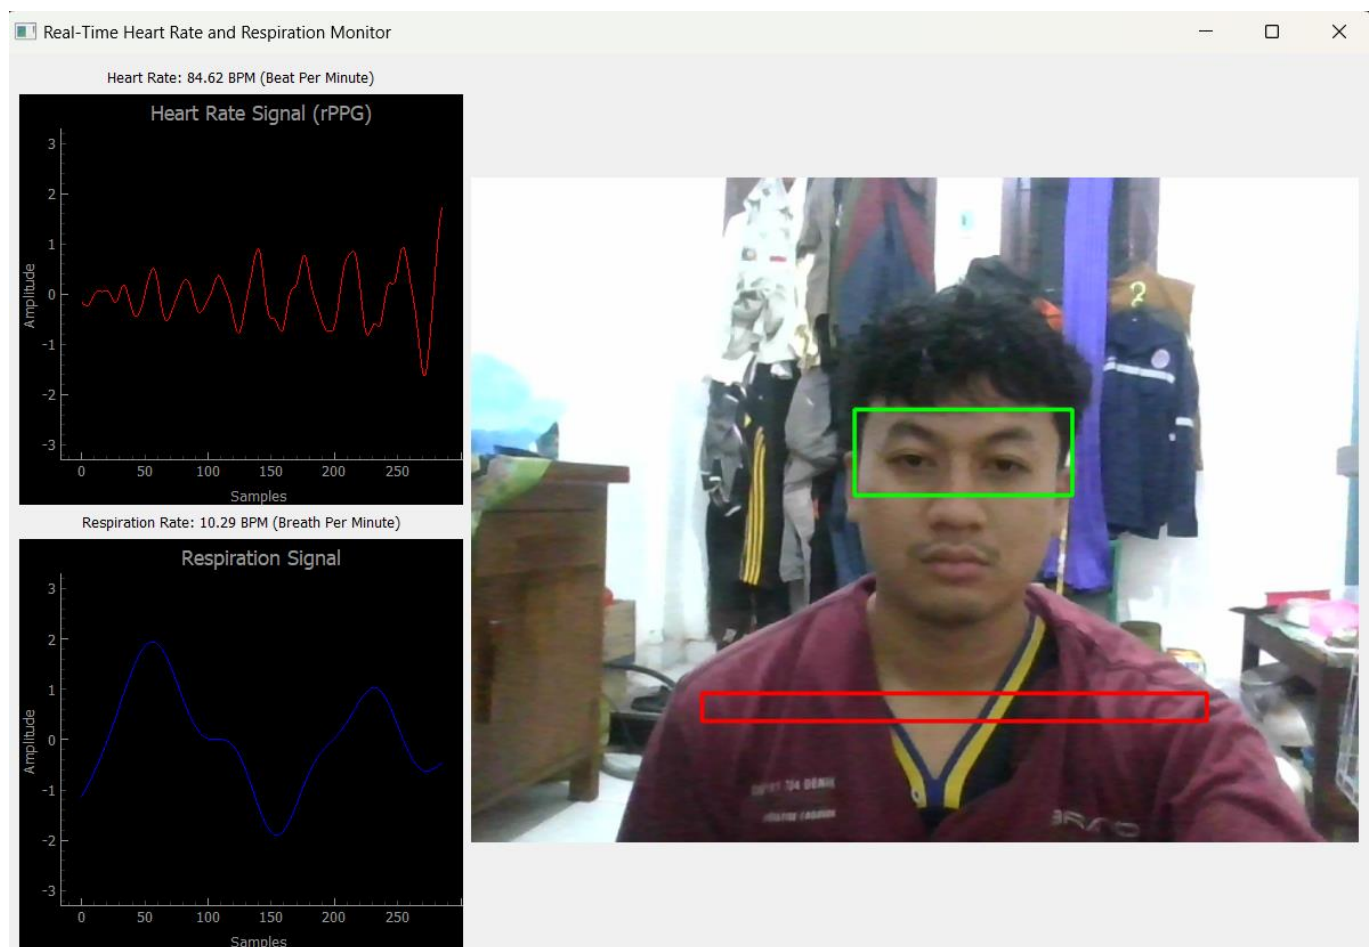 Real-Time Heart Rate and Respiration Monitor
Heart Rate: 84.62 BPM (Beat Per Minute)
Heart Rate Signal (rPPG)
3
2
1
0
-1
-2
-3
Amplitude
0 50 100 150 200 250
Samples
Respiration Rate: 10.29 BPM (Breath Per Minute)
Respiration Signal
3
2
1
0
-1
-2
-3
Amplitude
0 50 100 150 200 250
Samples
2